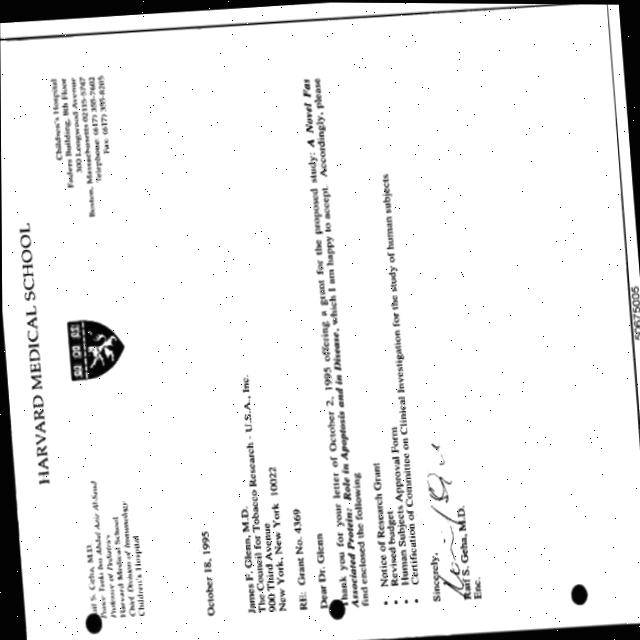 HARVARD MEDICAL SCHOOL
S. Geha, M.D.
Prince Turki bin Abdul Aziz Al-Saud
Professor of Pediatrics
Harvard Medical School
Chief Division of Immunology
Children's Hospital
Children's Hospital
Enders Building, 8th Floor
300 Longwood Avenue
Boston, Massachusetts 02115-5747
Telephone: (617) 355-7602
Fax: (617) 355-8205
October 18, 1995
James F. Glenn, M.D.
The Council for Tobacco Research - U.S.A., Inc.
900 Third Avenue
New York, New York 10022
RE: Grant No. 4369
Dear Dr. Glenn
Thank you for your letter of October 2, 1995 offering a grant for the proposed study: A Novel Fas
Associated Protein: Role in Apoptosis and in Disease, which I am happy to accept. Accordingly, please
find enclosed the following
• Notice of Research Grant
• Revised budget
• Human Subjects Approval Form
• Certification of Committee on Clinical Investigation for the study of human subjects
Sincerely,
Raif S. Geha, M.D.
Enc.
50675005